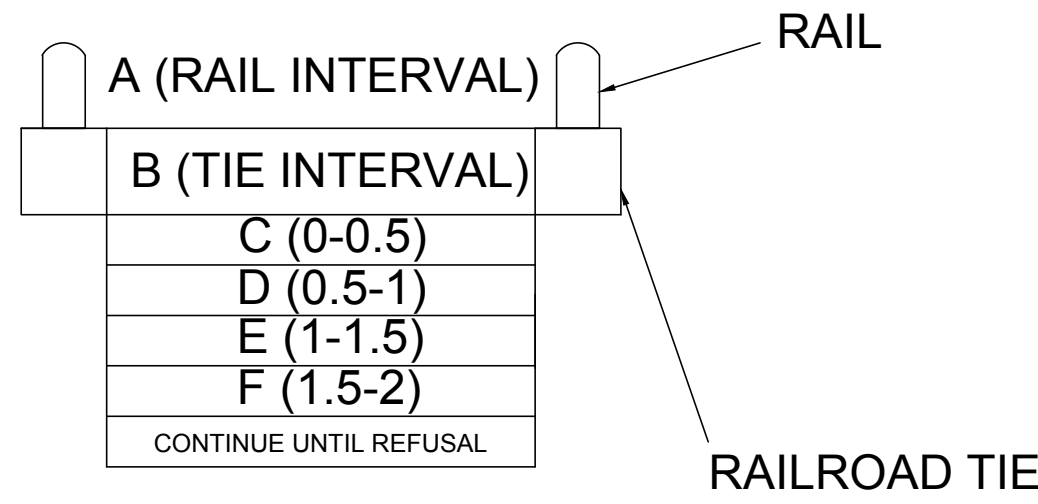 RAIL
A (RAIL INTERVAL)
B (TIE INTERVAL)
C (0-0.5)
D (0.5-1)
E (1-1.5)
F (1.5-2)
CONTINUE UNTIL REFUSAL
RAILROAD TIE